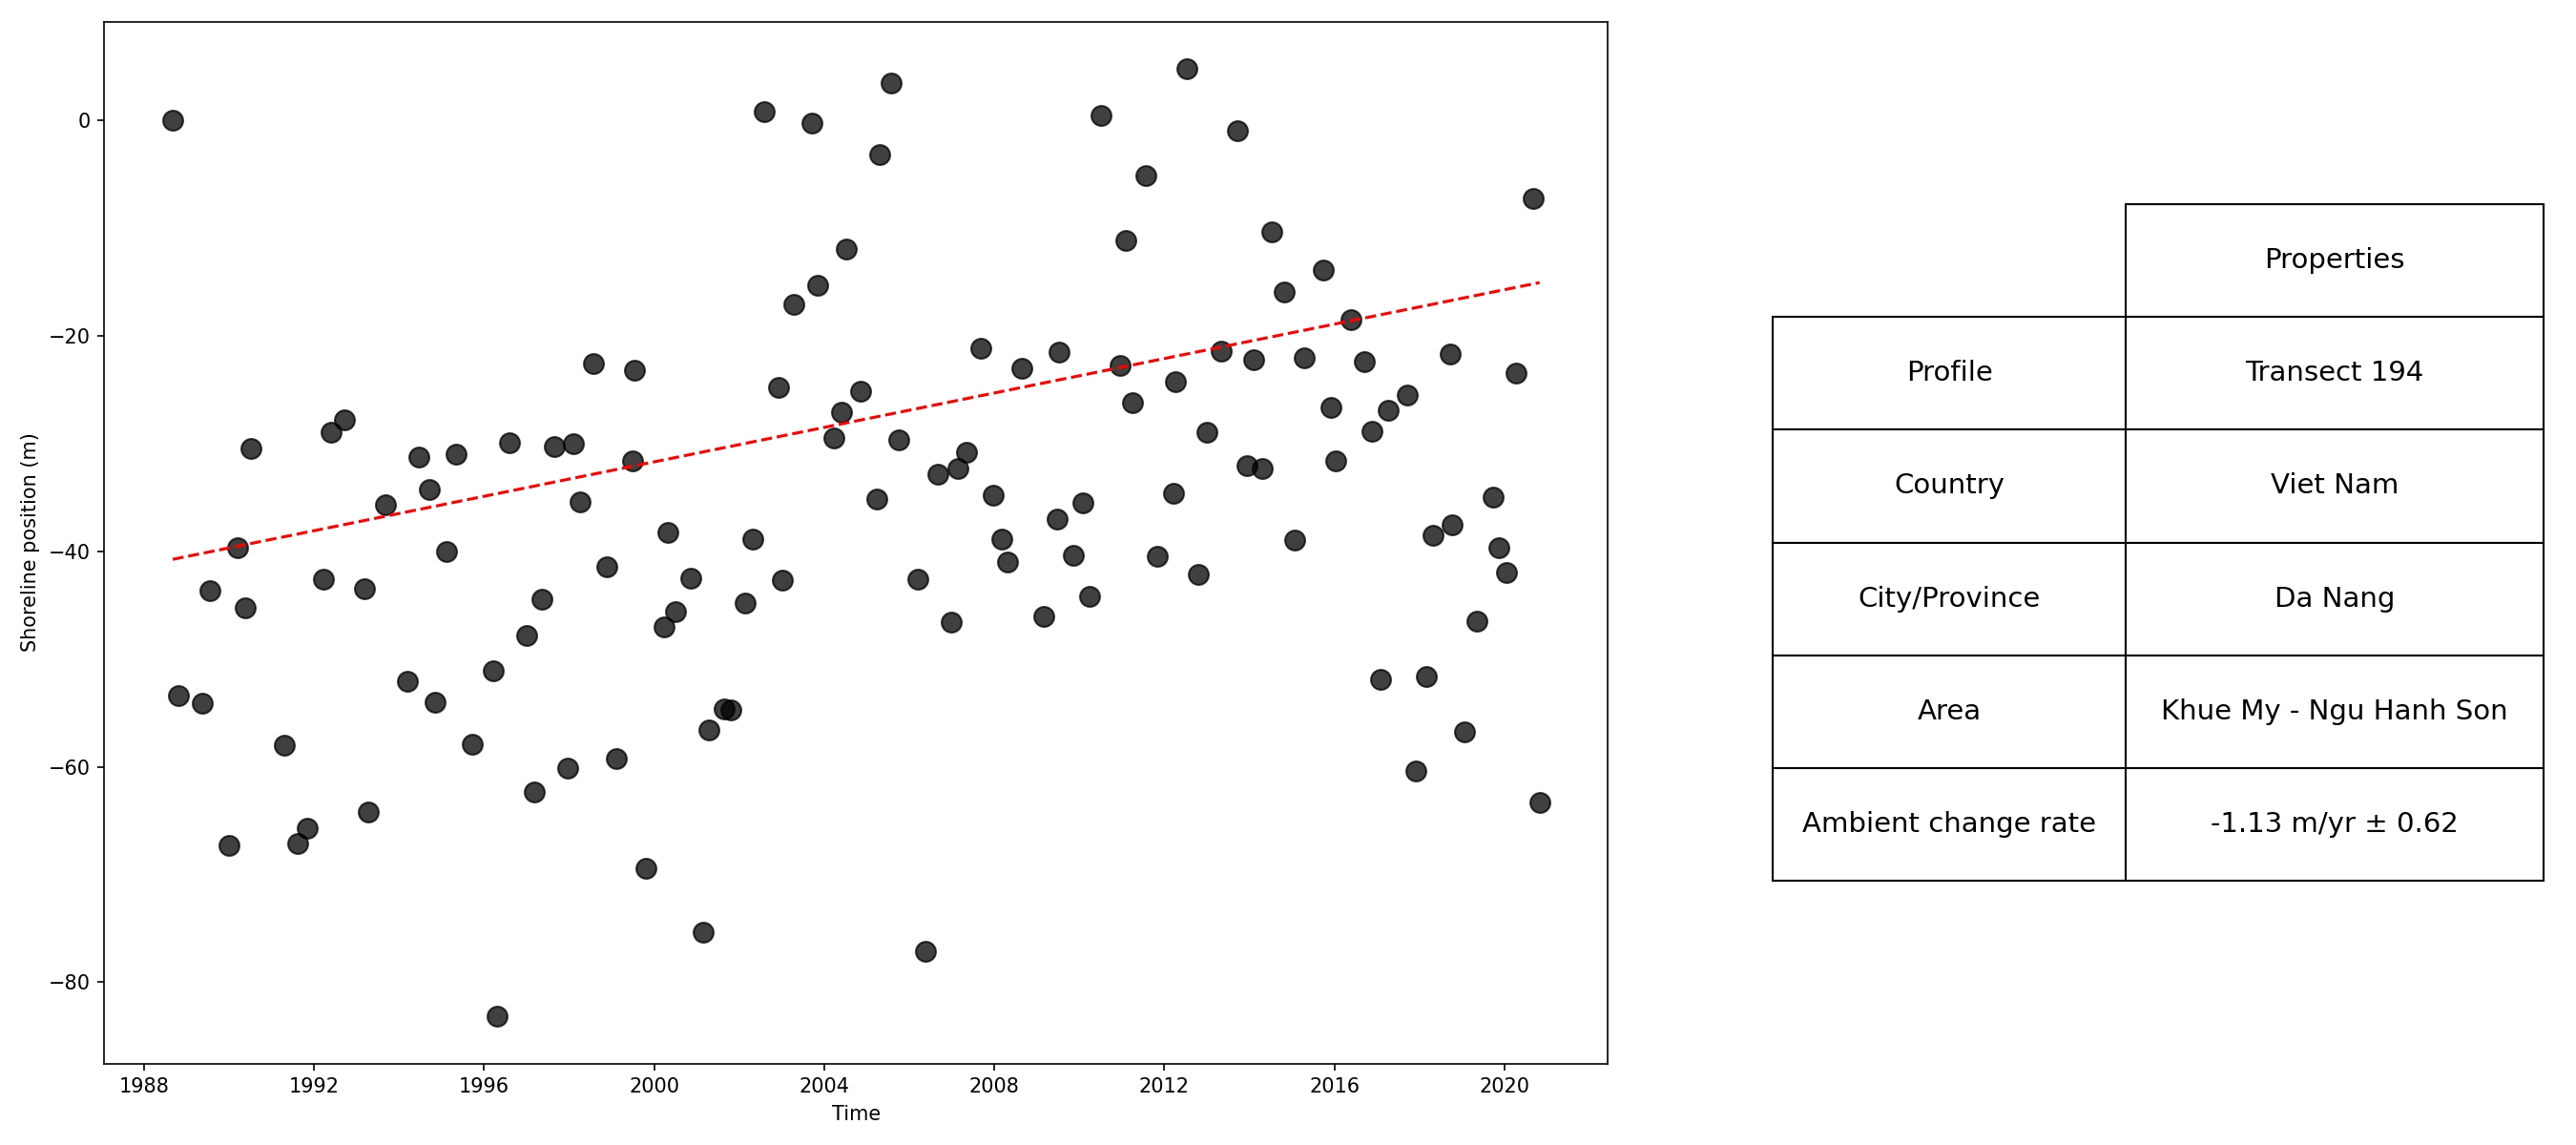 0
−20
−40
−60
−80
Shoreline position (m)
1988 1992 1996 2000 2004 2008 2012 2016 2020
Time
Properties
Profile Transect 194
Country Viet Nam
City/Province Da Nang
Area Khue My - Ngu Hanh Son
Ambient change rate -1.13 m/yr ± 0.62